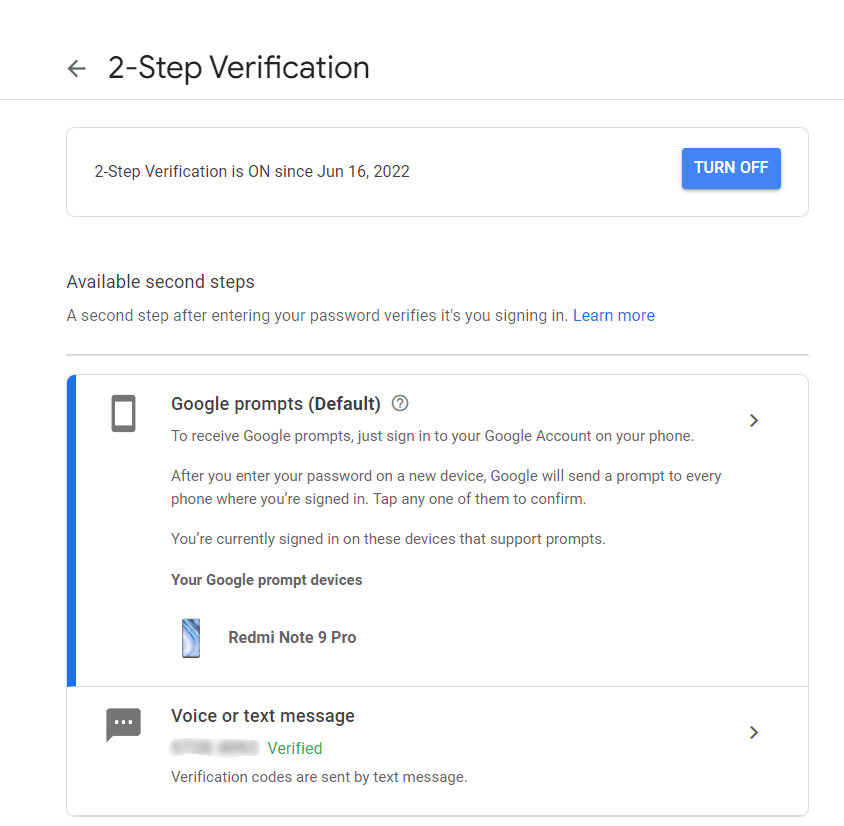 2-Step Verification
2-Step Verification is ON since Jun 16, 2022
TURN OFF
Available second steps
A second step after entering your password verifies it's you signing in. Learn more
Google prompts (Default)
To receive Google prompts, just sign in to your Google Account on your phone.
After you enter your password on a new device, Google will send a prompt to every
phone where you’re signed in. Tap any one of them to confirm.
You’re currently signed in on these devices that support prompts.
Your Google prompt devices
Redmi Note 9 Pro
Voice or text message
Verified
Verification codes are sent by text message.